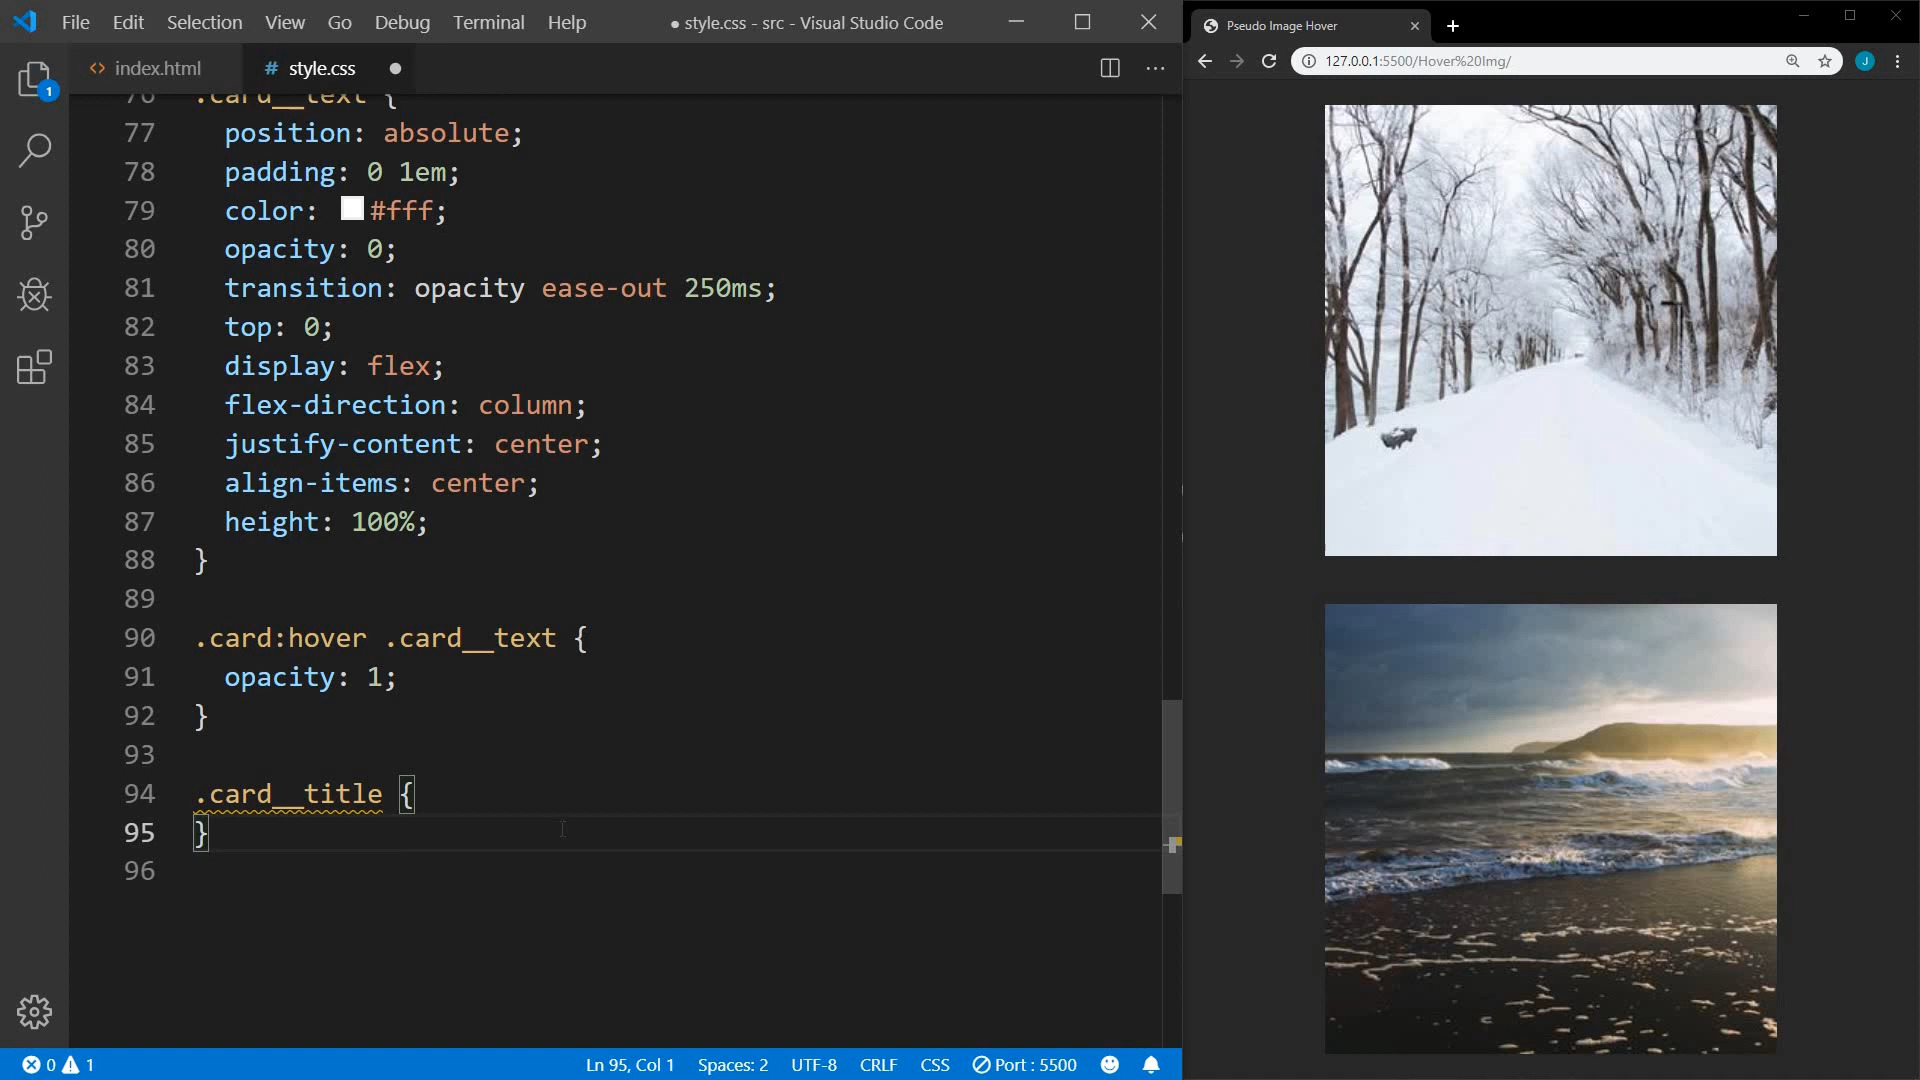 File Edit Selection View Go Debug Terminal Help ● style.css - src - Visual Studio Code
Pseudo Image Hover
<> index.html # style.css ●
127.0.0.1:5500/Hover%20Img/ J
1
76 .card__text {
77 position: absolute;
78 padding: 0 1em;
79 color: #fff;
80 opacity: 0;
81 transition: opacity ease-out 250ms;
82 top: 0;
83 display: flex;
84 flex-direction: column;
85 justify-content: center;
86 align-items: center;
87 height: 100%;
88 }
89
90 .card:hover .card__text {
91 opacity: 1;
92 }
93
94 .card__title {
95 }
96
0 1 Ln 95, Col 1 Spaces: 2 UTF-8 CRLF CSS Port : 5500